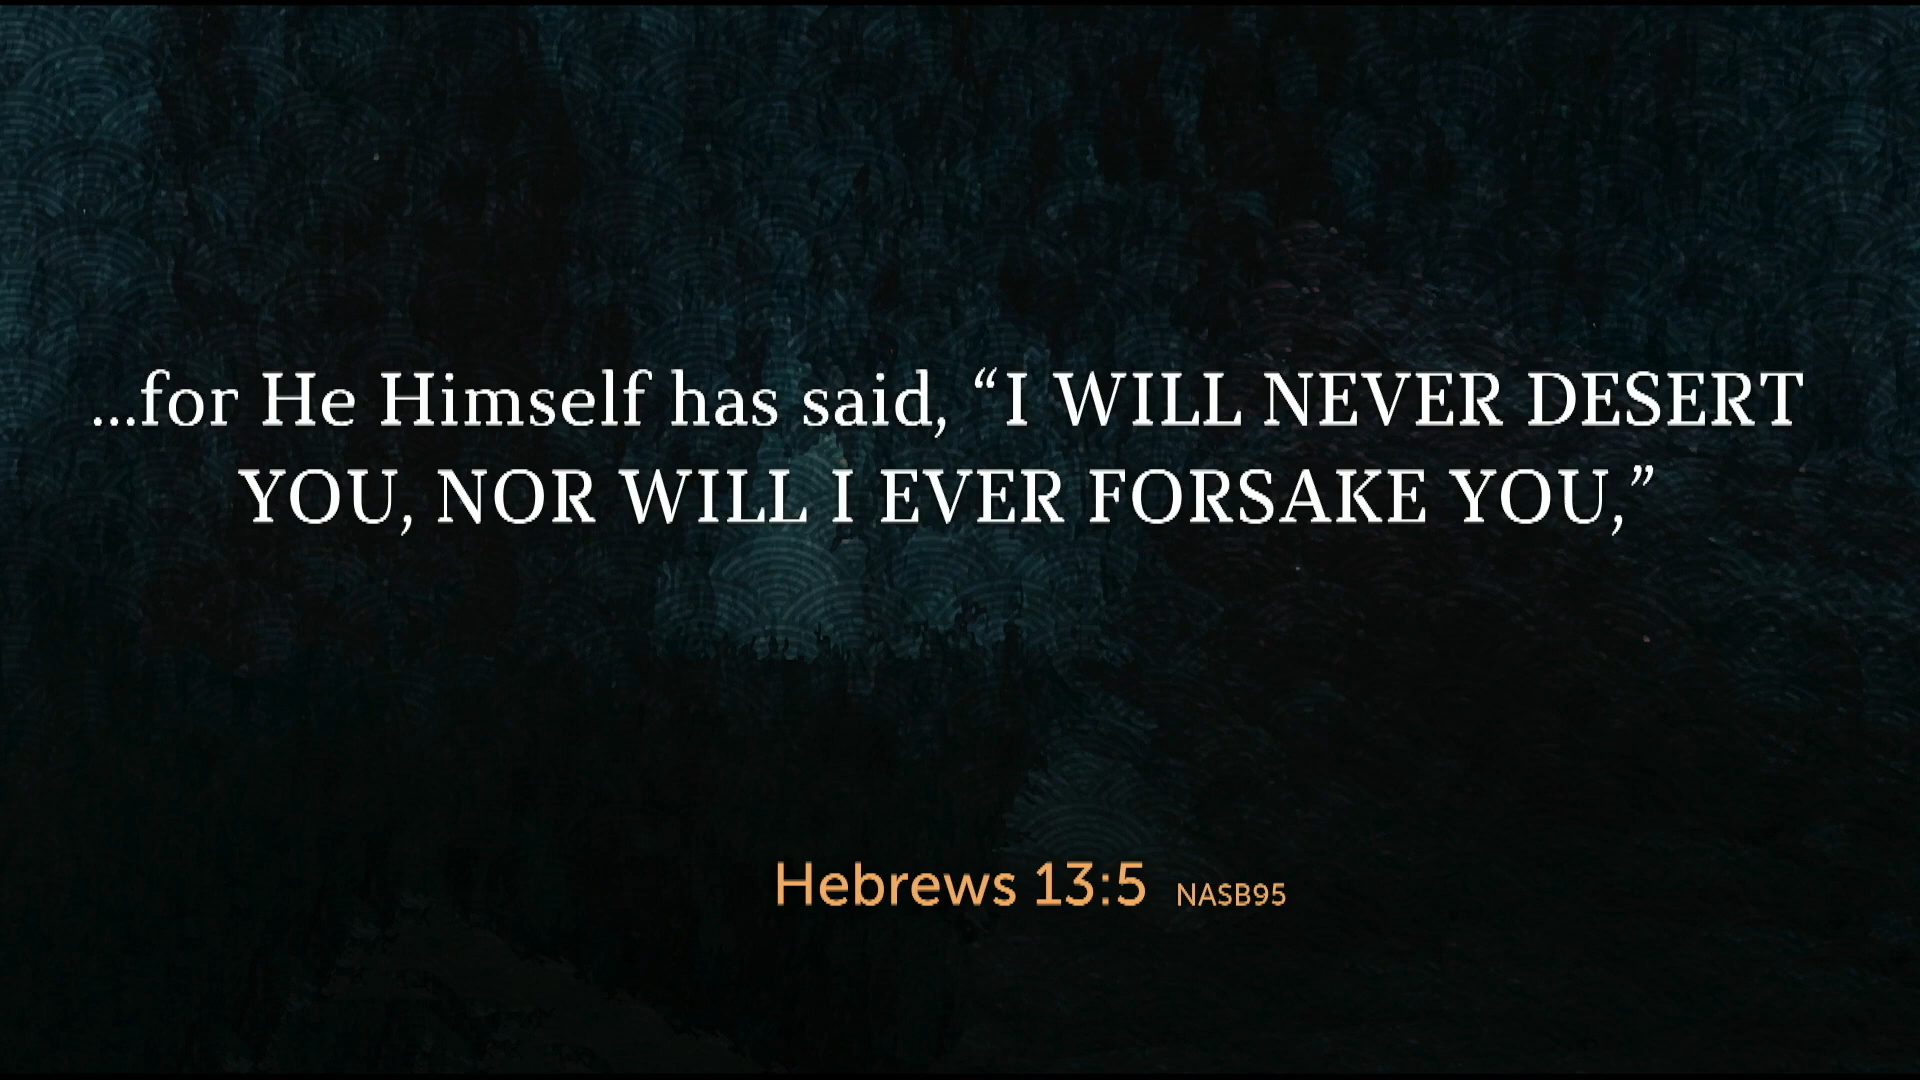 ...for He Himself has said, “I WILL NEVER DESERT
YOU, NOR WILL I EVER FORSAKE YOU,”
Hebrews 13:5 NASB95